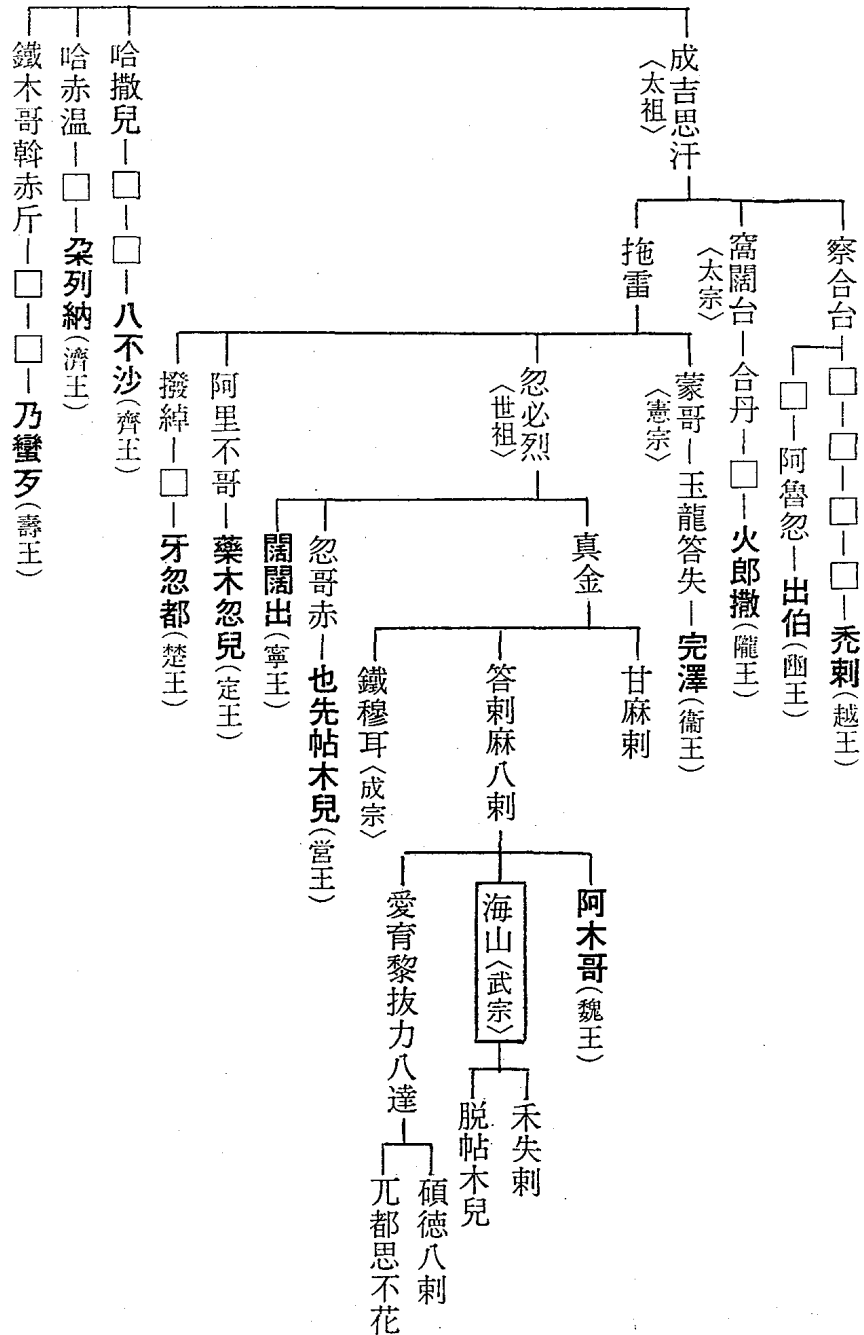 成吉思汗
〈太祖〉
察合台―□―□―□―□―禿剌(越王)
□―阿魯忽―出伯(豳王)
窩闊台―合丹―□―火郎撒(隴王)
〈太宗〉
拖雷
蒙哥―玉龍答失―完澤(衞王)
〈憲宗〉
忽必烈
〈世祖〉
真金
甘麻剌
答剌麻八剌
阿木哥(魏王)
海山〈武宗〉
禾失剌
脱帖木兒
愛育黎抜力八達
碩徳八剌
兀都思不花
鐵穆耳〈成宗〉
忽哥赤―也先帖木兒(営王)
闊闊出(寧王)
阿里不哥―藥木忽兒(定王)
撥綽―□―牙忽都(楚王)
哈撒兒―□―□―八不沙(齊王)
哈赤温―□―朶列納(濟王)
鐵木哥斡赤斤―□―□―乃蠻歹(壽王)